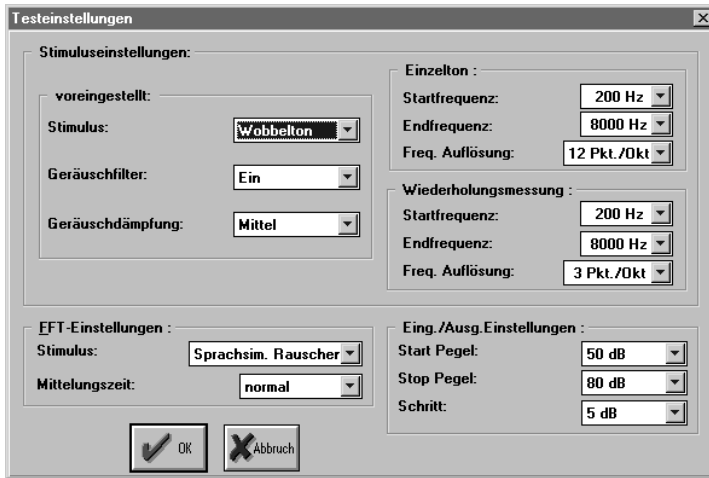 Testeinstellungen
Stimuluseinstellungen:
voreingestellt:
Stimulus: Wobbelton
Geräuschfilter: Ein
Geräuschdämpfung: Mittel
Einzelton :
Startfrequenz: 200 Hz
Endfrequenz: 8000 Hz
Freq. Auflösung: 12 Pkt./Okt
Wiederholungsmessung :
Startfrequenz: 200 Hz
Endfrequenz: 8000 Hz
Freq. Auflösung: 3 Pkt./Okt
FFT-Einstellungen :
Stimulus: Sprachsim. Rauscher
Mittelungszeit: normal
Eing./Ausg.Einstellungen :
Start Pegel: 50 dB
Stop Pegel: 80 dB
Schritt: 5 dB
OK
Abbruch